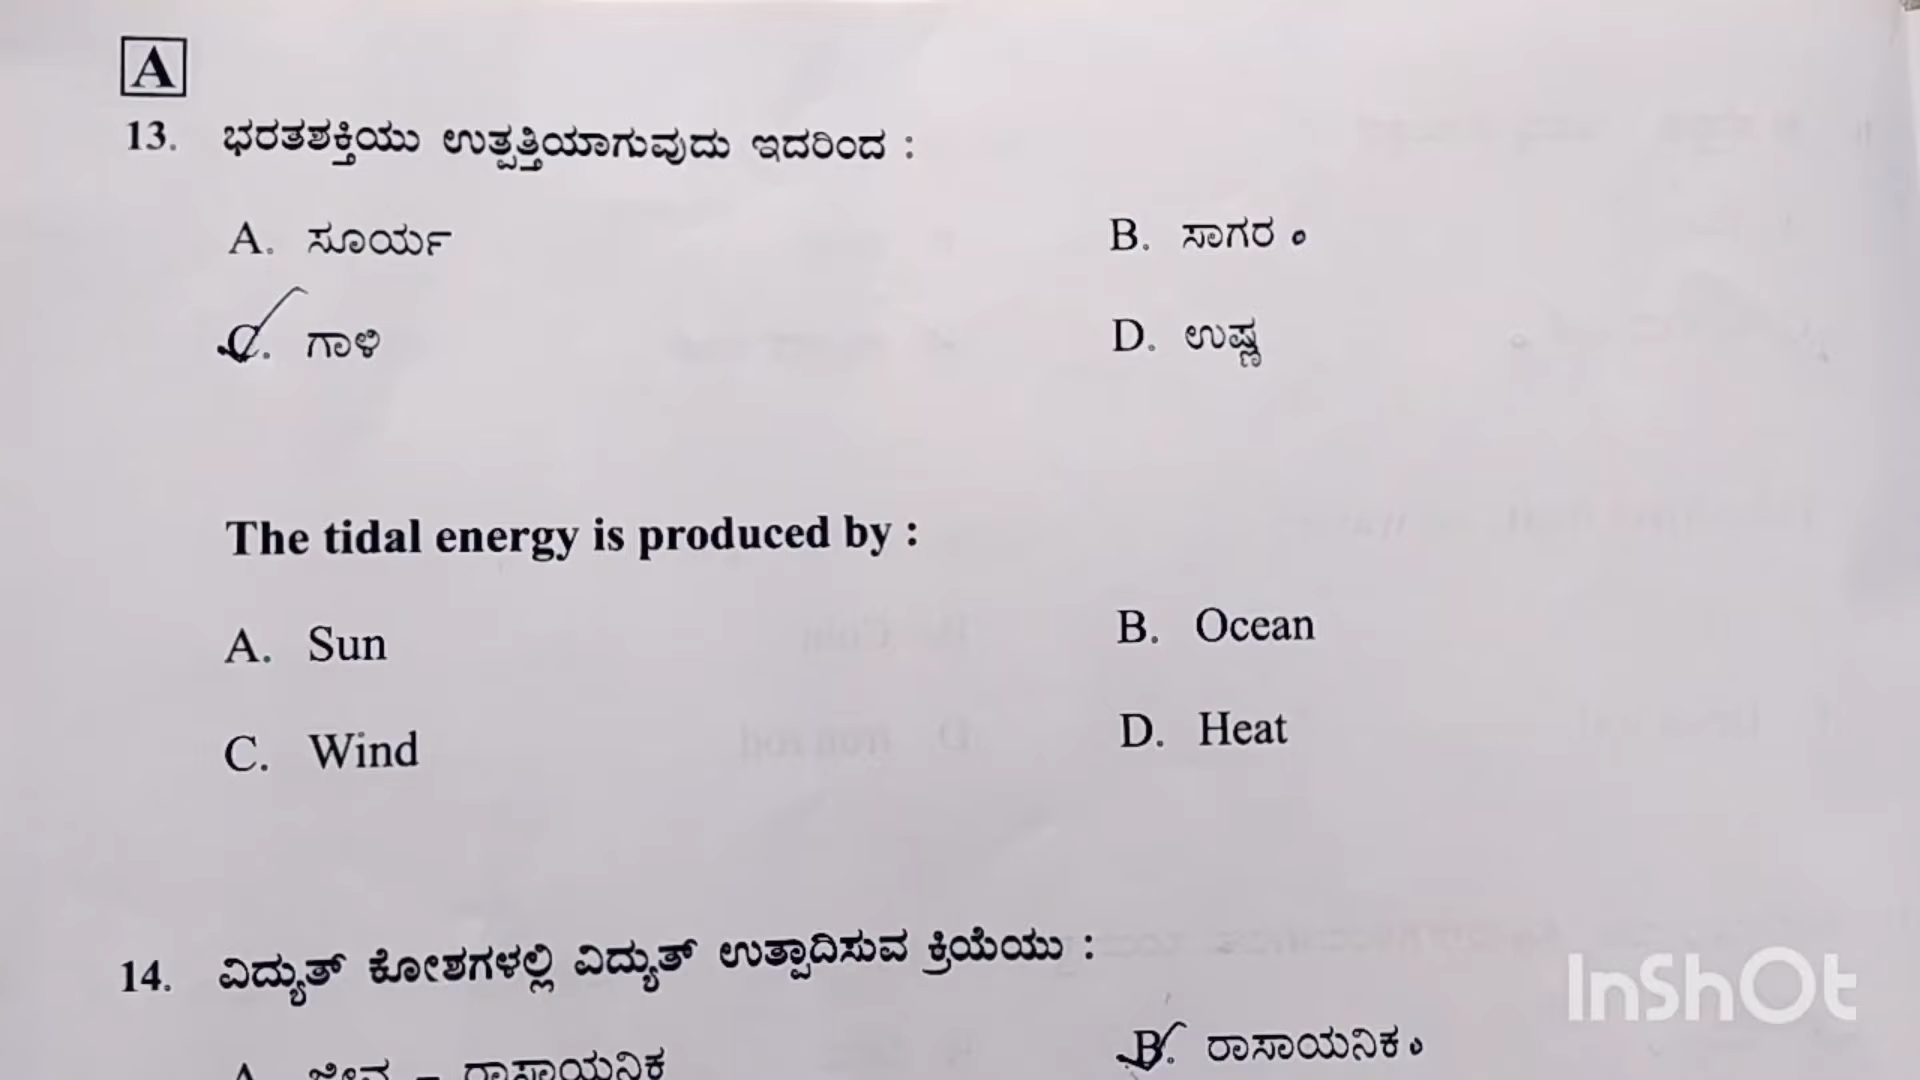 A
13. ಭರತಶಕ್ತಿಯು ಉತ್ಪತ್ತಿಯಾಗುವುದು ಇದರಿಂದ :
A. ಸೂರ್ಯ B. ಸಾಗರ
C. ಗಾಳಿ D. ಉಷ್ಣ
The tidal energy is produced by :
A. Sun B. Ocean
C. Wind D. Heat
14. ವಿದ್ಯುತ್ ಕೋಶಗಳಲ್ಲಿ ವಿದ್ಯುತ್ ಉತ್ಪಾದಿಸುವ ಕ್ರಿಯೆಯು :
A. ಜೀವ – ರಾಸಾಯನಿಕ B. ರಾಸಾಯನಿಕ
InShOt